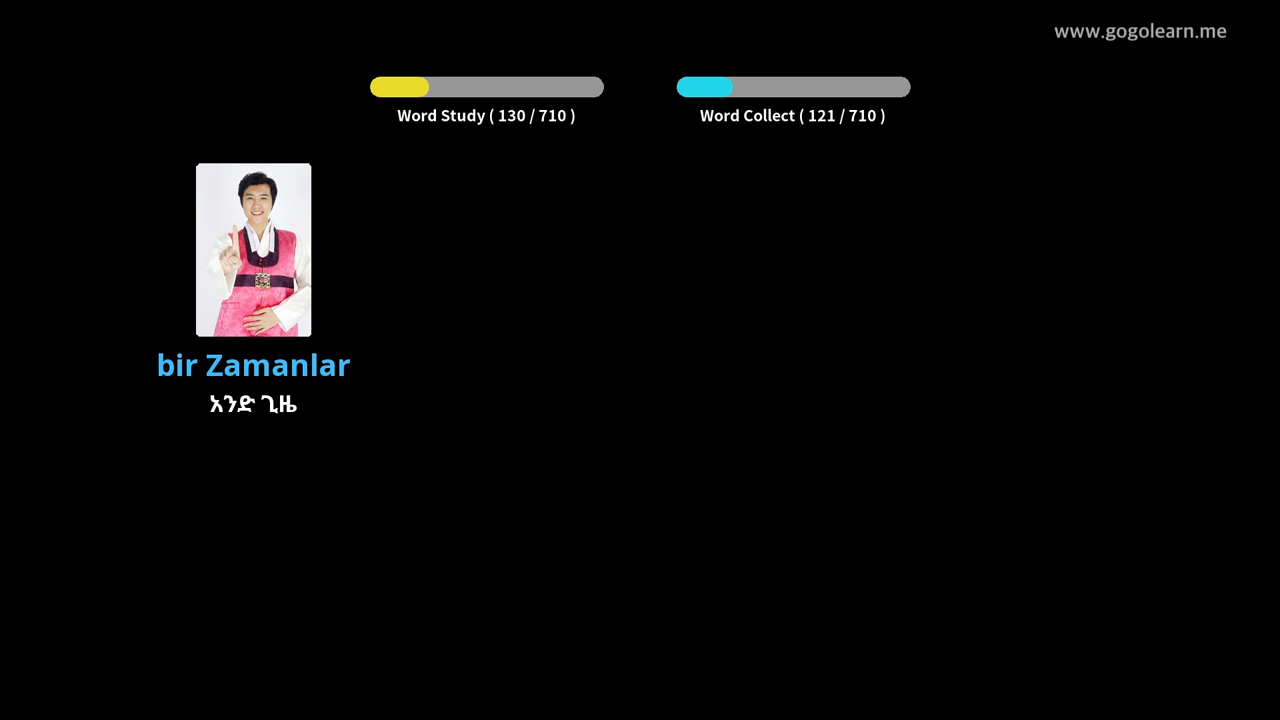 www.gogolearn.me
Word Study ( 130 / 710 )
Word Collect ( 121 / 710 )
bir Zamanlar
አንድ ጊዜ